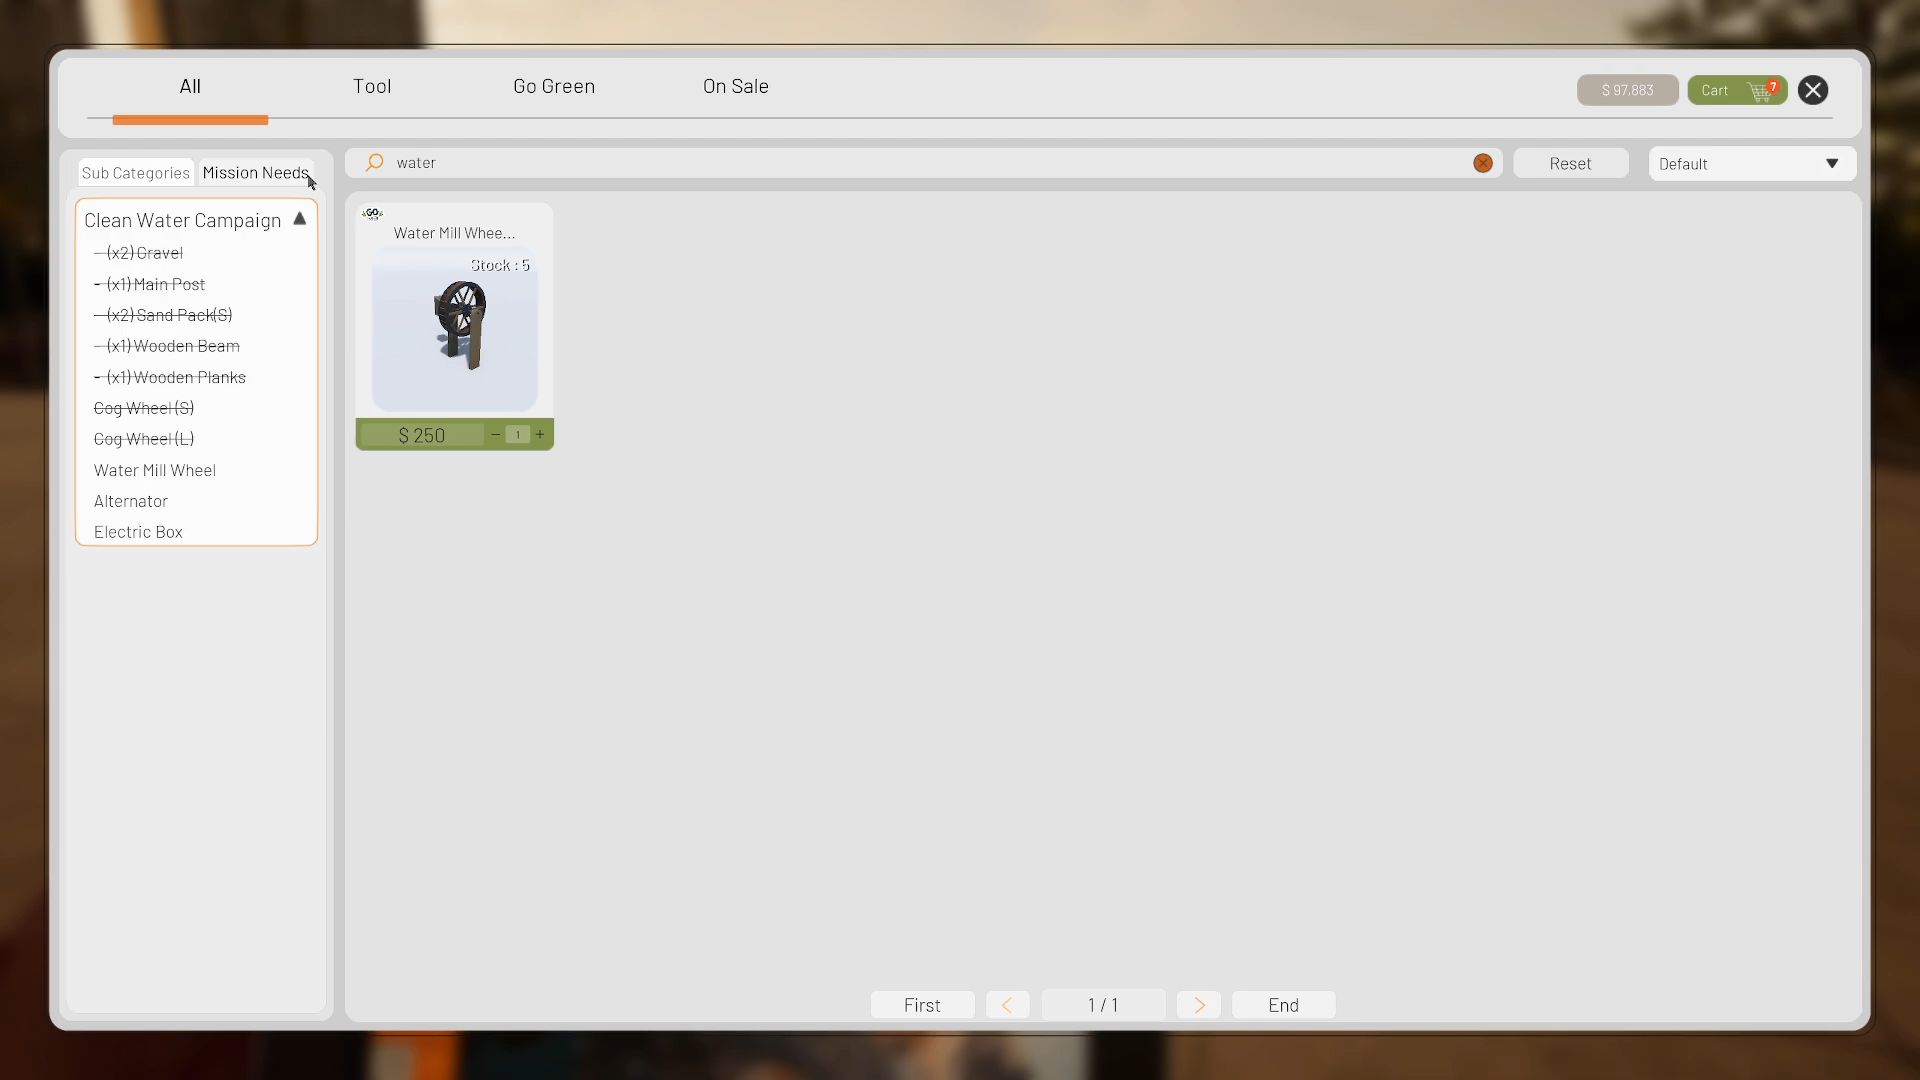 All
Tool
Go Green
On Sale
$ 97,883
Cart
7
Sub Categories
Mission Needs
water
Reset
Default
Clean Water Campaign
- (x2) Gravel
- (x1) Main Post
- (x2) Sand Pack(S)
- (x1) Wooden Beam
- (x1) Wooden Planks
Cog Wheel (S)
Cog Wheel (L)
Water Mill Wheel
Alternator
Electric Box
GO
Water Mill Whee...
Stock : 5
$ 250
− 1 +
First
<
1 / 1
>
End